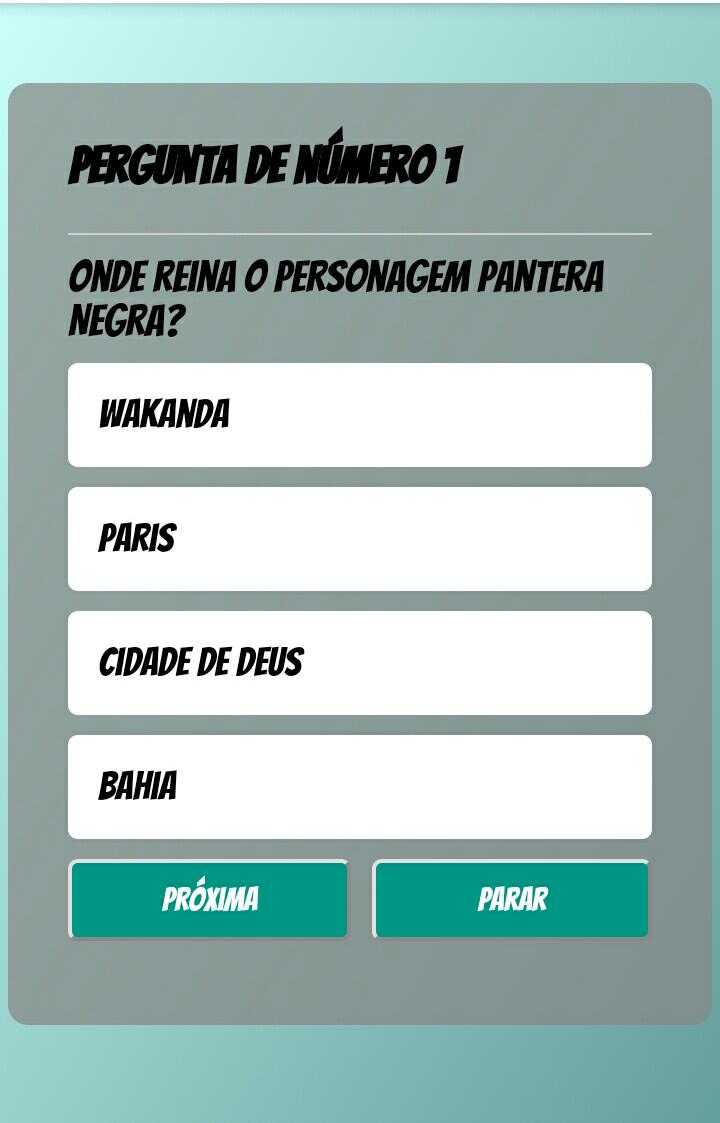 PERGUNTA DE NÚMERO 1
ONDE REINA O PERSONAGEM PANTERA
NEGRA?
WAKANDA
PARIS
CIDADE DE DEUS
BAHIA
PRÓXIMA
PARAR